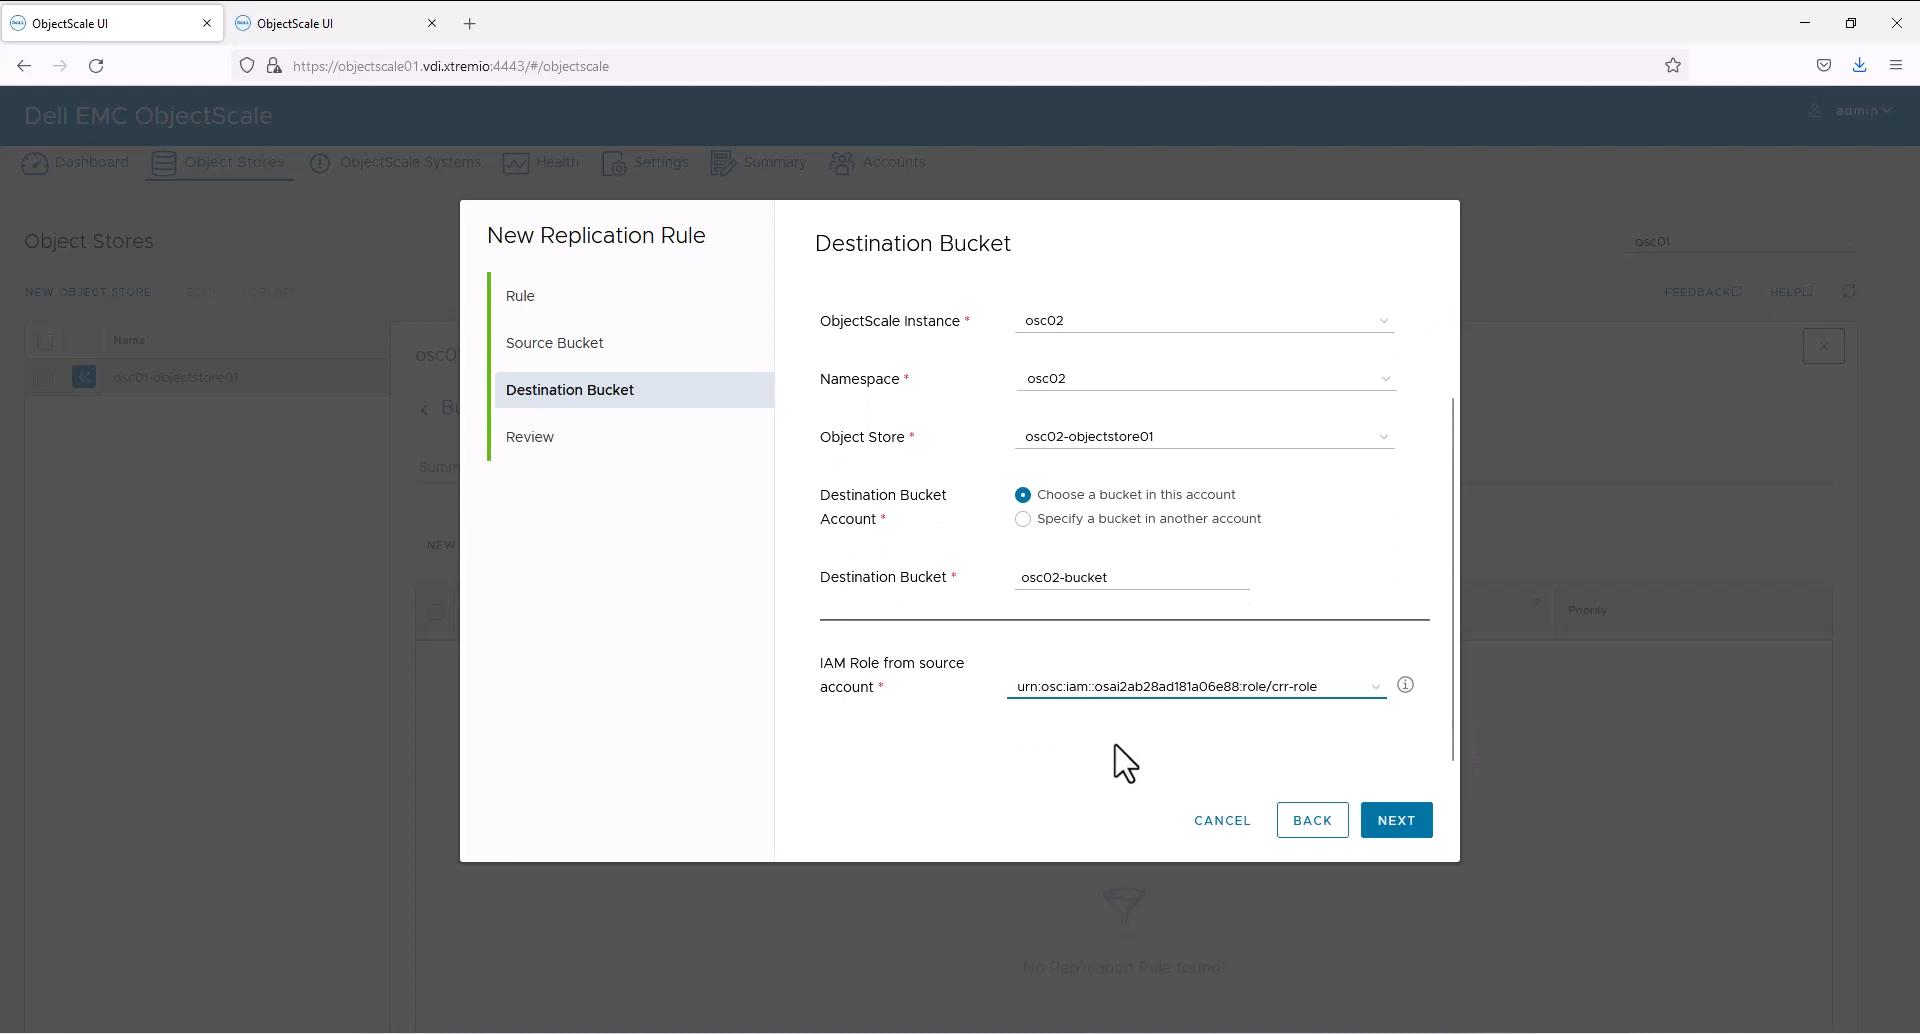 ObjectScale UI
ObjectScale UI
https://objectscale01.vdi.xtremio:4443/#/objectscale
Dell EMC ObjectScale
admin
Dashboard
Object Stores
ObjectScale Systems
Health
Settings
Summary
Accounts
Object Stores
osc01
NEW OBJECT STORE
FEEDBACK
HELP
Name
osc01-objectstore01
New Replication Rule
Rule
Source Bucket
Destination Bucket
Review
Destination Bucket
ObjectScale Instance *
osc02
Namespace *
osc02
Object Store *
osc02-objectstore01
Destination Bucket
Account *
Choose a bucket in this account
Specify a bucket in another account
Destination Bucket *
osc02-bucket
IAM Role from source
account *
urn:osc:iam::osai2ab28ad181a06e88:role/crr-role
CANCEL
BACK
NEXT
NEW
Priority
No Replication Rule found!